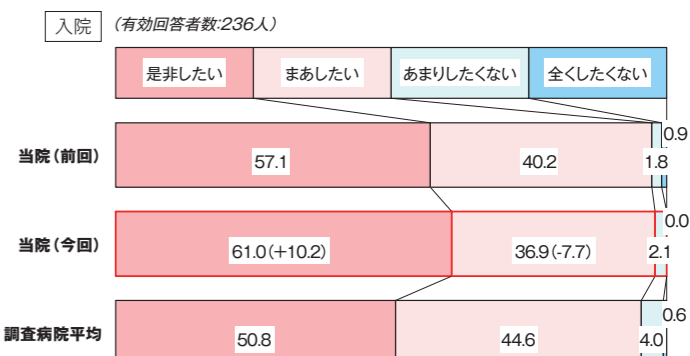 入院 (有効回答者数:236人)
是非したい まあしたい あまりしたくない 全くしたくない
当院(前回) 57.1 40.2 1.8 0.9
当院(今回) 61.0(+10.2) 36.9(-7.7) 2.1 0.0
調査病院平均 50.8 44.6 4.0 0.6